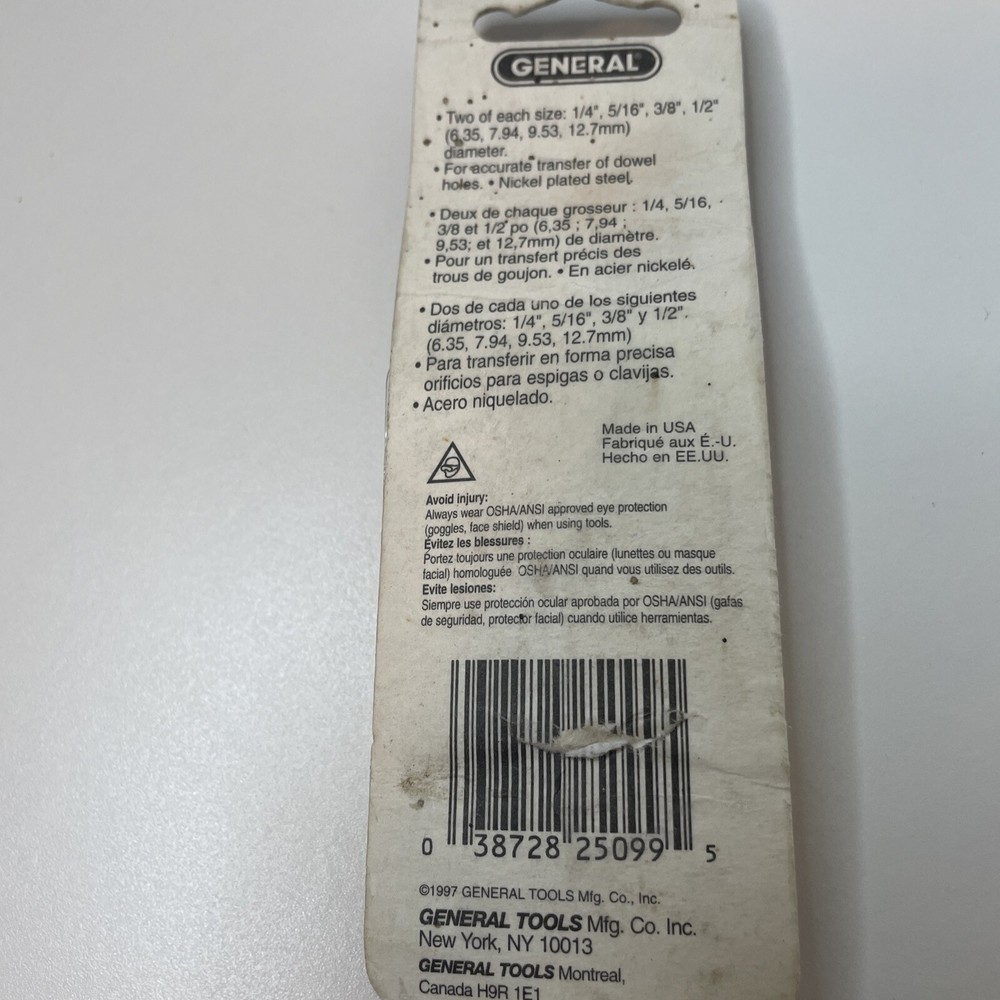 GENERAL
• Two of each size: 1/4", 5/16", 3/8", 1/2"
(6.35, 7.94, 9.53, 12.7mm)
diameter.
• For accurate transfer of dowel
holes. • Nickel plated steel.
• Deux de chaque grosseur : 1/4, 5/16,
3/8 et 1/2 po (6,35 ; 7,94 ;
9,53; et 12,7mm) de diamètre.
• Pour un transfert précis des
trous de goujon. • En acier nickelé.
• Dos de cada uno de los siguientes
diámetros: 1/4", 5/16", 3/8" y 1/2".
(6.35, 7.94, 9.53, 12.7mm)
• Para transferir en forma precisa
orificios para espigas o clavijas.
• Acero niquelado.
Made in USA
Fabriqué aux É.-U.
Hecho en EE.UU.
Avoid injury:
Always wear OSHA/ANSI approved eye protection
(goggles, face shield) when using tools.
Évitez les blessures :
Portez toujours une protection oculaire (lunettes ou masque
facial) homologuée OSHA/ANSI quand vous utilisez des outils.
Evite lesiones:
Siempre use protección ocular aprobada por OSHA/ANSI (gafas
de seguridad, protector facial) cuando utilice herramientas.
0 38728 25099 5
©1997 GENERAL TOOLS Mfg. Co., Inc.
GENERAL TOOLS Mfg. Co. Inc.
New York, NY 10013
GENERAL TOOLS Montreal,
Canada H9R 1E1